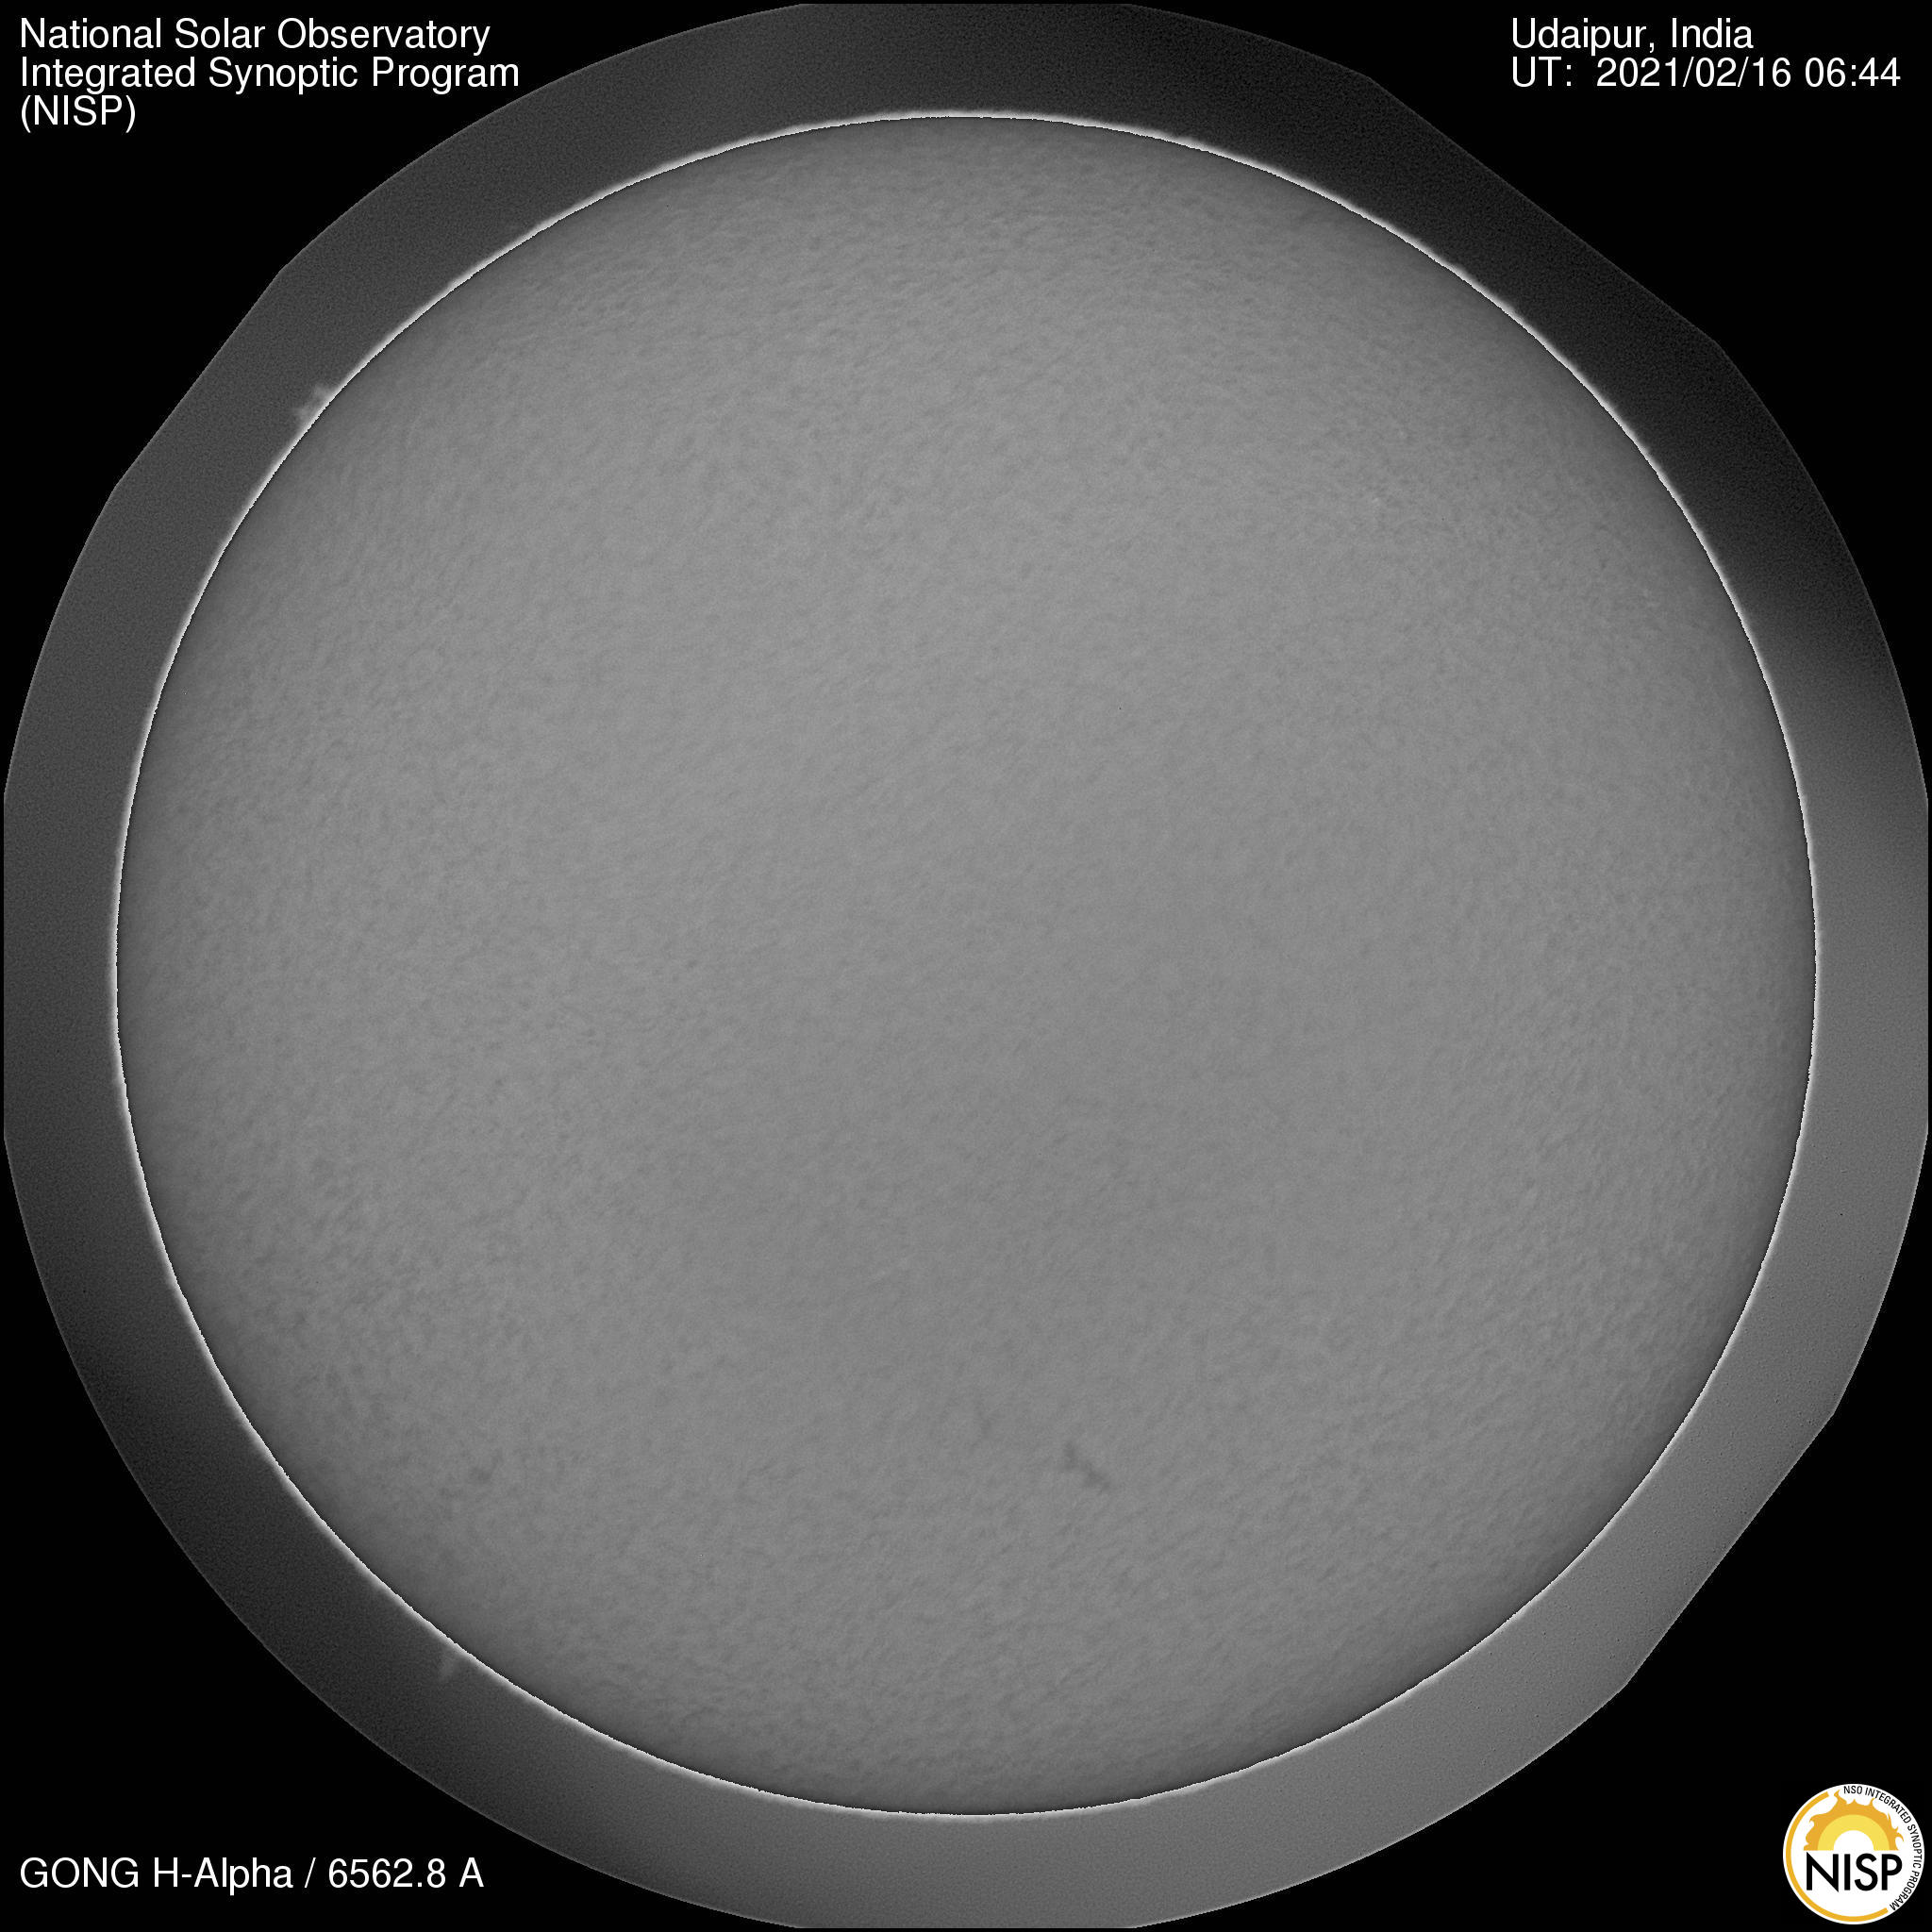 National Solar Observatory
Integrated Synoptic Program
(NISP)
Udaipur, India
UT: 2021/02/16 06:44
GONG H-Alpha / 6562.8 A
NSO INTEGRATED SYNOPTIC PROGRAM
NISP